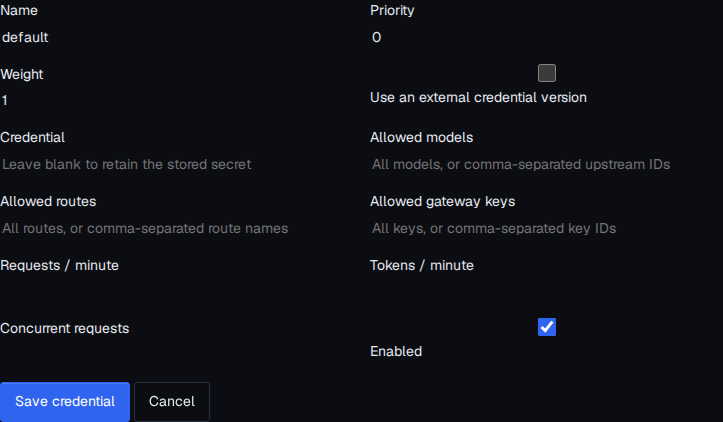 Name
Priority
default
0
Weight
1
Use an external credential version
Credential
Allowed models
Leave blank to retain the stored secret
All models, or comma-separated upstream IDs
Allowed routes
Allowed gateway keys
All routes, or comma-separated route names
All keys, or comma-separated key IDs
Requests / minute
Tokens / minute
Concurrent requests
Enabled
Save credential
Cancel